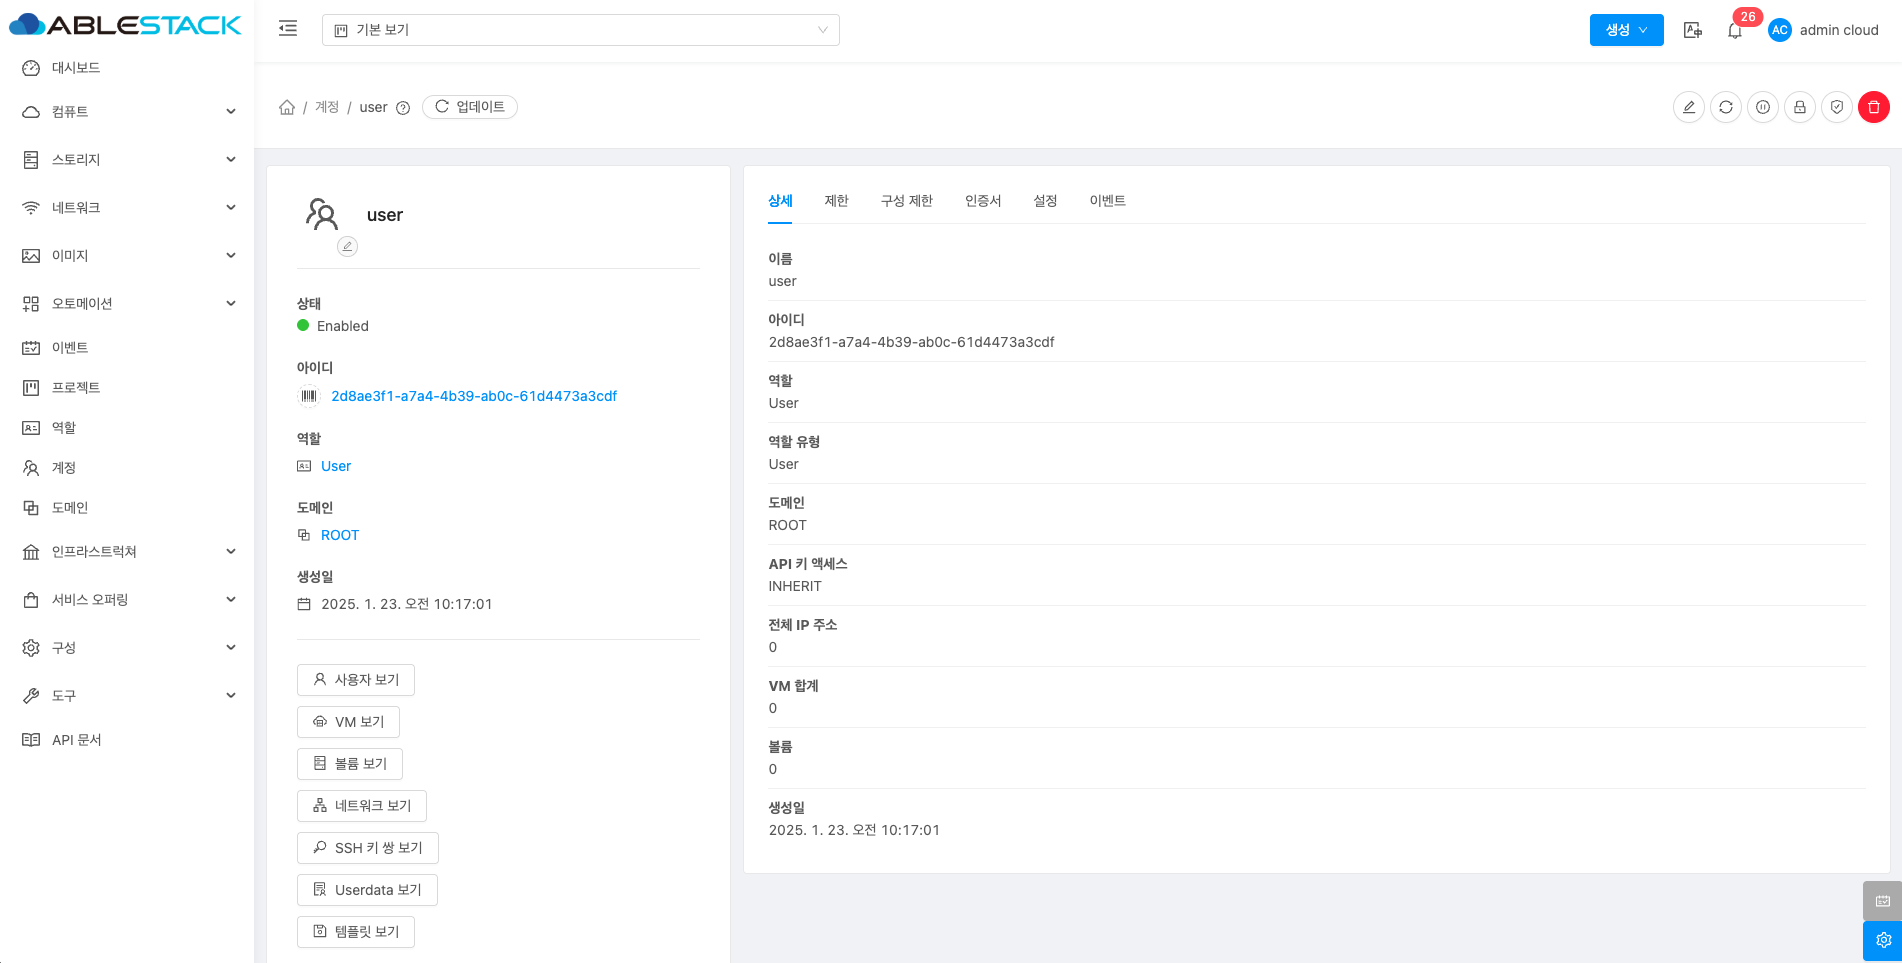 ABLESTACK
대시보드
컴퓨트
스토리지
네트워크
이미지
오토메이션
이벤트
프로젝트
역할
계정
도메인
인프라스트럭쳐
서비스 오퍼링
구성
도구
API 문서
기본 보기
생성
26
AC admin cloud
/ 계정 / user 업데이트
user
상태
Enabled
아이디
2d8ae3f1-a7a4-4b39-ab0c-61d4473a3cdf
역할
User
도메인
ROOT
생성일
2025. 1. 23. 오전 10:17:01
사용자 보기
VM 보기
볼륨 보기
네트워크 보기
SSH 키 쌍 보기
Userdata 보기
템플릿 보기
상세 제한 구성 제한 인증서 설정 이벤트
이름
user
아이디
2d8ae3f1-a7a4-4b39-ab0c-61d4473a3cdf
역할
User
역할 유형
User
도메인
ROOT
API 키 액세스
INHERIT
전체 IP 주소
0
VM 합계
0
볼륨
0
생성일
2025. 1. 23. 오전 10:17:01